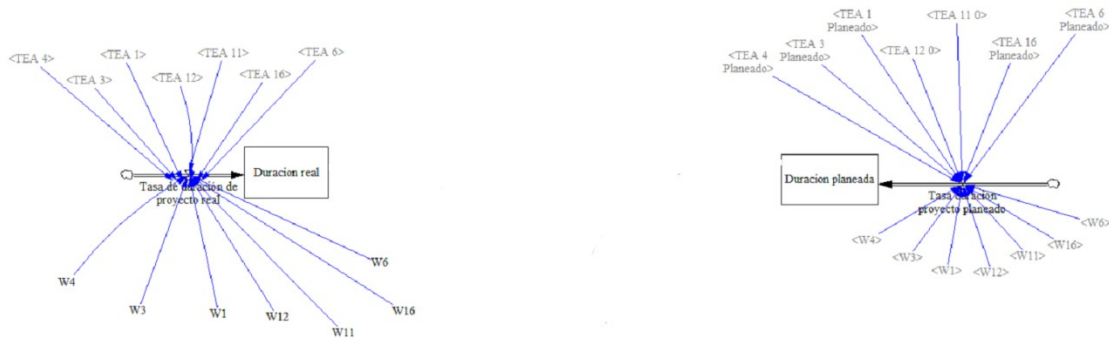 <TEA 4>
<TEA 3>
<TEA 1>
<TEA 12>
<TEA 11>
<TEA 16>
<TEA 6>
Duracion real
Tasa de duración de
proyecto real
W4
W3
W1
W12
W11
W16
W6
<TEA 4
Planeado>
<TEA 3
Planeado>
<TEA 1
Planeado>
<TEA 12 0>
<TEA 11 0>
<TEA 16
Planeado>
<TEA 6
Planeado>
Duracion planeada
Tasa duración
proyecto planeado
<W4>
<W3>
<W1>
<W12>
<W11>
<W16>
<W6>